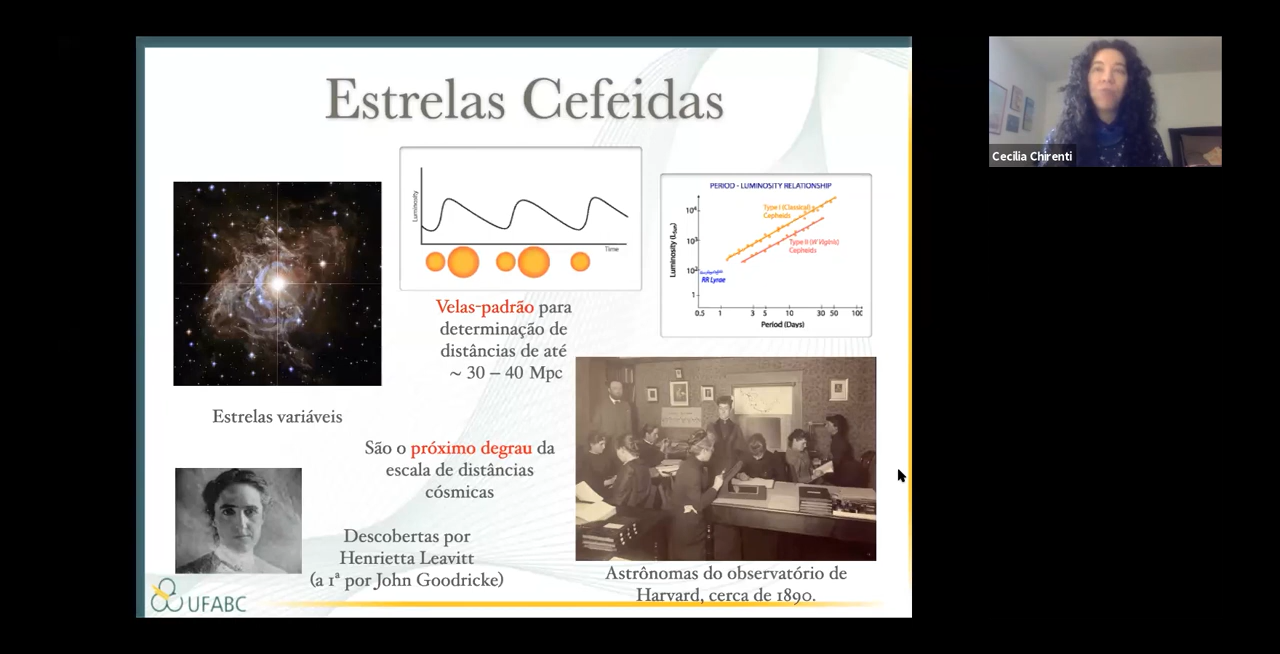 Estrelas Cefeidas
Luminosity
Time
PERIOD - LUMINOSITY RELATIONSHIP
Type I (Classical)
Cepheids
Type II (W Virginis)
Cepheids
RR Lyrae
Luminosity (Lsun)
10⁴
10³
10²
1
0.5 1 3 5 10 30 50 100
Period (Days)
Velas-padrão para
determinação de
distâncias de até
~ 30 – 40 Mpc
Estrelas variáveis
São o próximo degrau da
escala de distâncias
cósmicas
Descobertas por
Henrietta Leavitt
(a 1ª por John Goodricke)
Astrônomas do observatório de
Harvard, cerca de 1890.
UFABC
Cecilia Chirenti